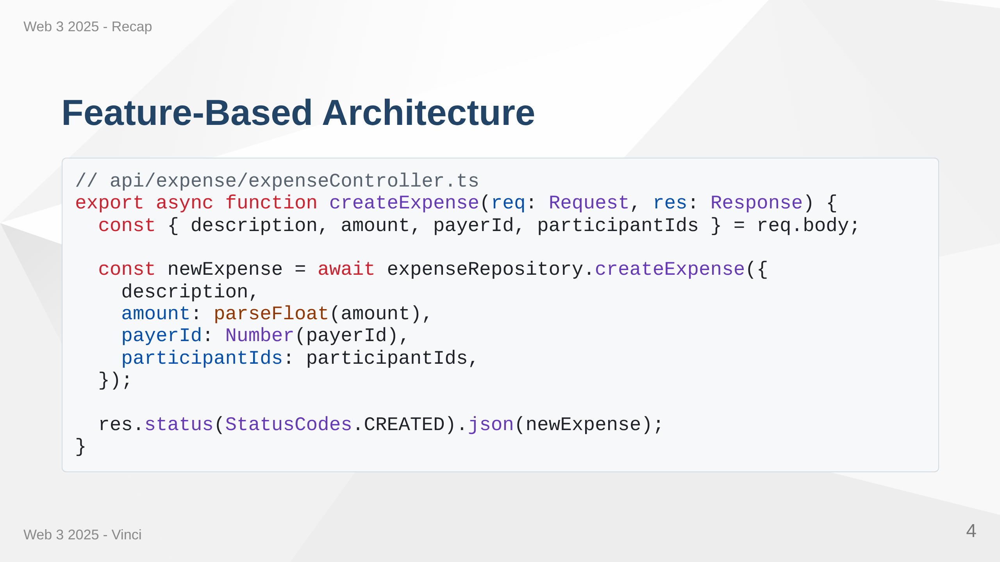 Web 3 2025 - Recap
Feature-Based Architecture
// api/expense/expenseController.ts
export async function createExpense(req: Request, res: Response) {
  const { description, amount, payerId, participantIds } = req.body;

  const newExpense = await expenseRepository.createExpense({
    description,
    amount: parseFloat(amount),
    payerId: Number(payerId),
    participantIds: participantIds,
  });

  res.status(StatusCodes.CREATED).json(newExpense);
}
Web 3 2025 - Vinci
4